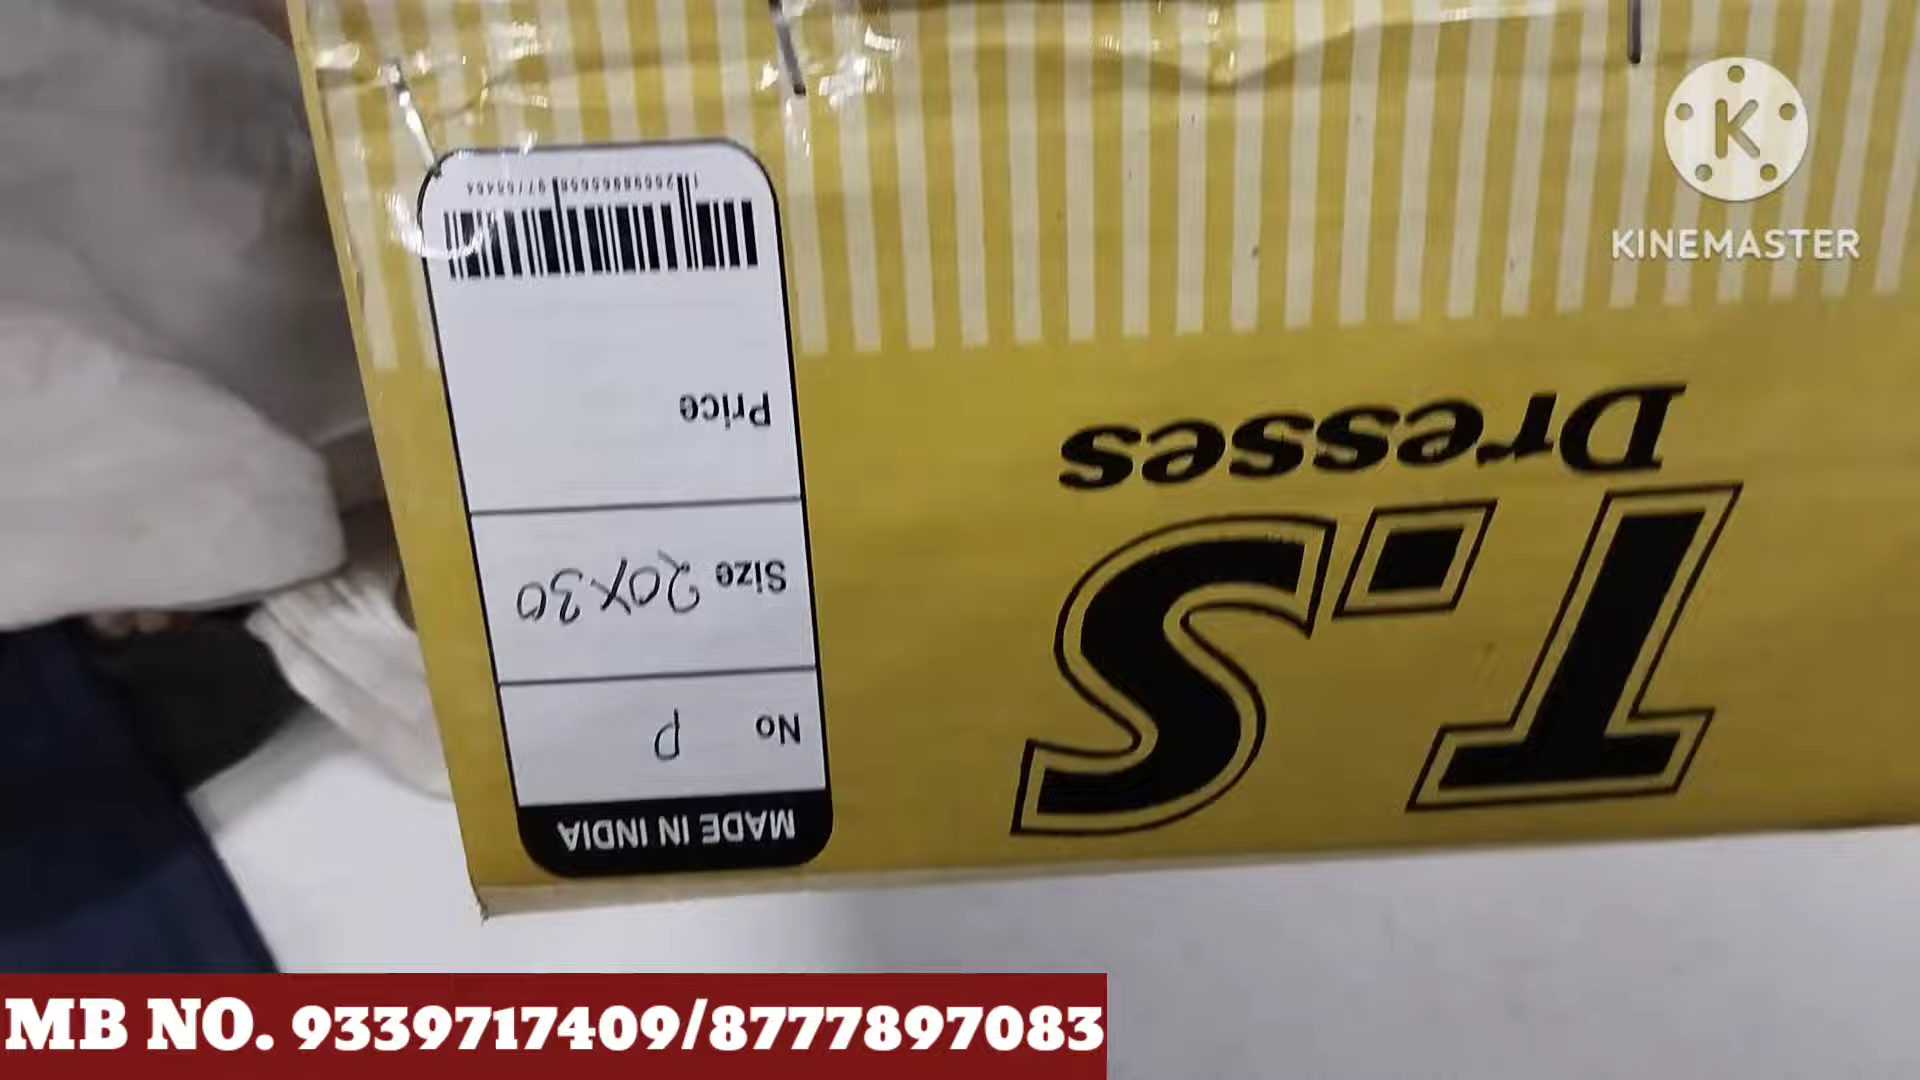 KINEMASTER
MADE IN INDIA
No P
Size 20X30
Price
T.S
Dresses
MB NO. 9339717409/8777897083